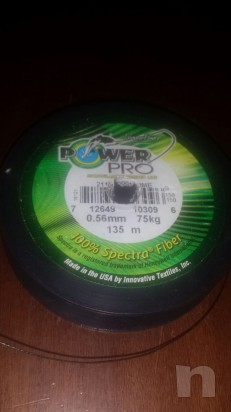 POWER
PRO
7 12649 10309 6
0.56mm 75kg
135 m
100% Spectra® Fiber
Made in the USA by Innovative Textiles, Inc.
n